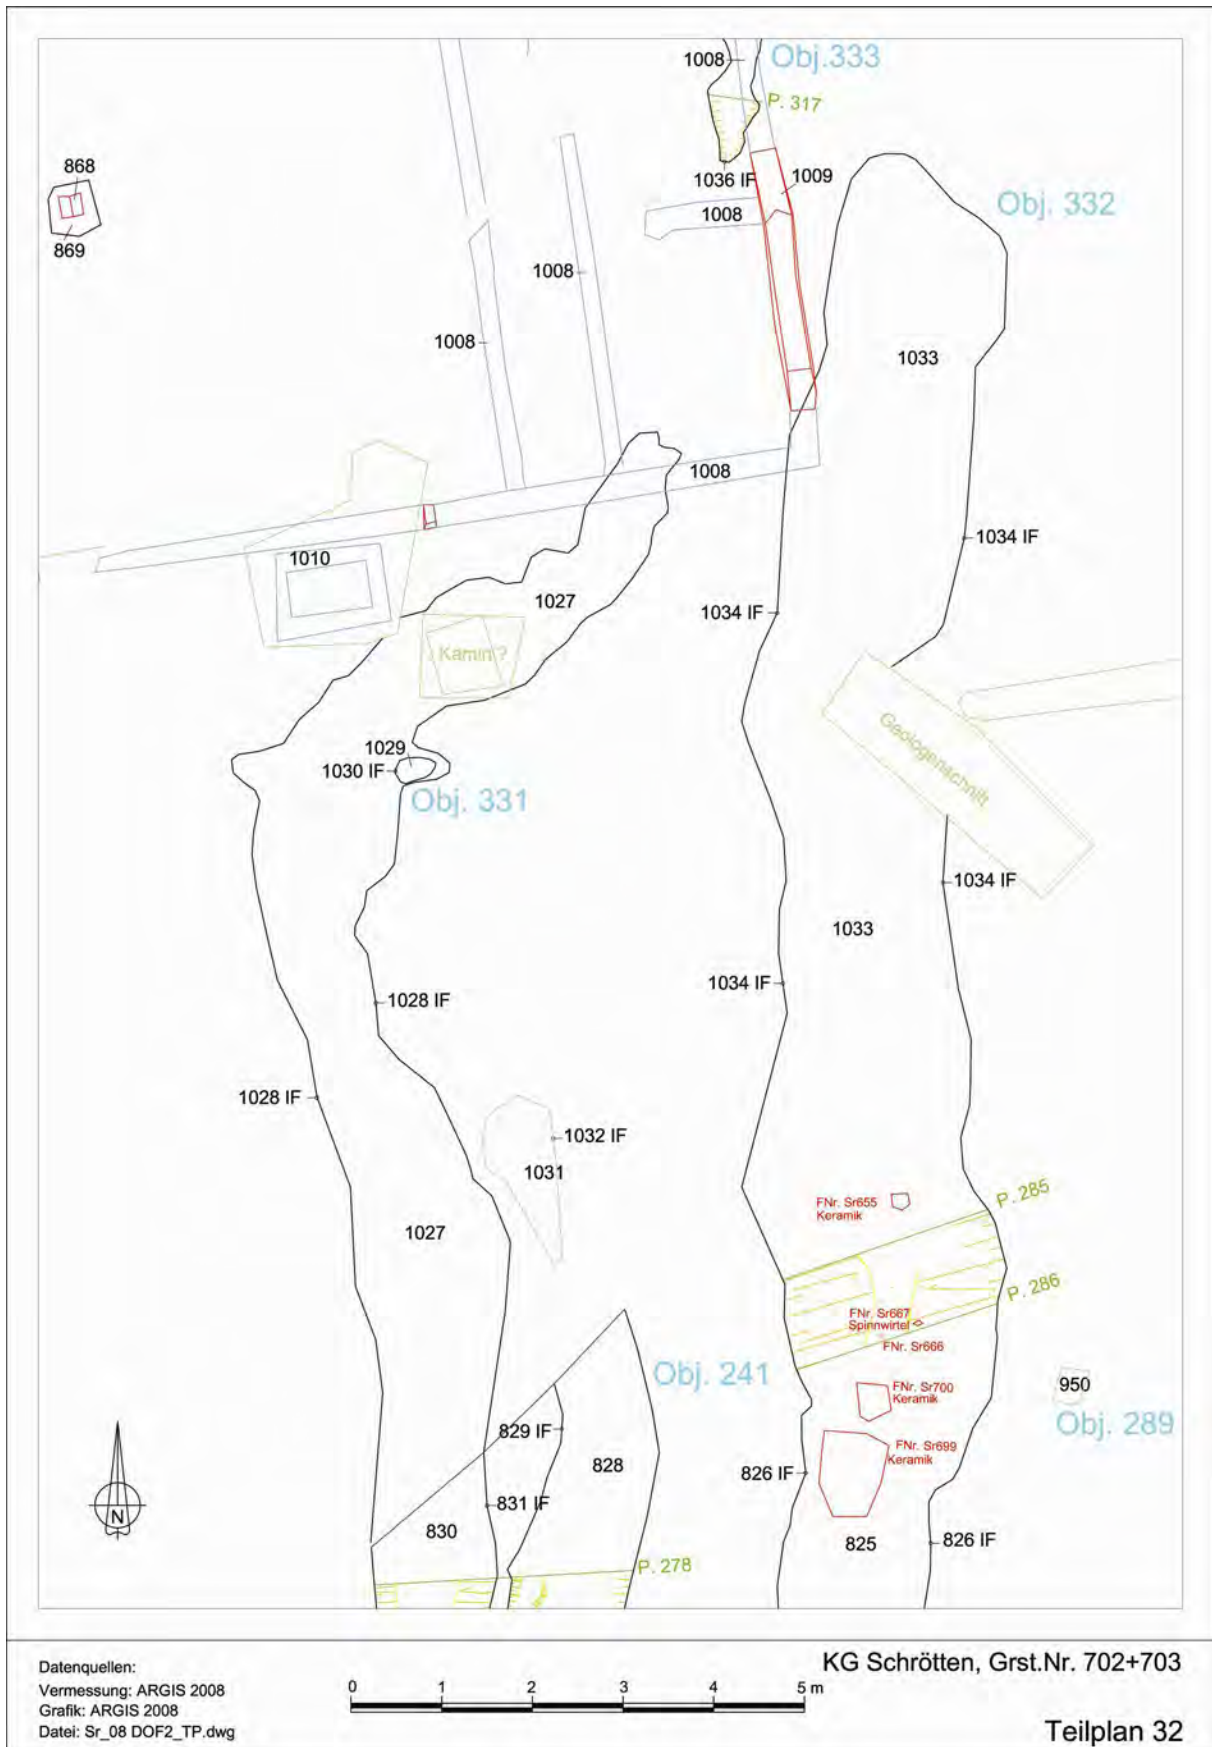 1008
Obj.333
P. 317
868
1036 IF
1009
1008
Obj. 332
869
1008
1008
1033
1008
1034 IF
1010
1027
1034 IF
Kamin ?
Geologenschnitt
1029
1030 IF
Obj. 331
1034 IF
1033
1034 IF
1028 IF
1028 IF
1032 IF
1031
P. 285
FNr. Sr655
Keramik
1027
P. 286
FNr. Sr667
Spinnwirtel
FNr. Sr666
Obj. 241
950
FNr. Sr700
Keramik
Obj. 289
829 IF
828
FNr. Sr699
Keramik
826 IF
831 IF
830
825
826 IF
P. 278
N
Datenquellen:
Vermessung: ARGIS 2008
Grafik: ARGIS 2008
Datei: Sr_08 DOF2_TP.dwg
0 1 2 3 4 5 m
KG Schrötten, Grst.Nr. 702+703
Teilplan 32